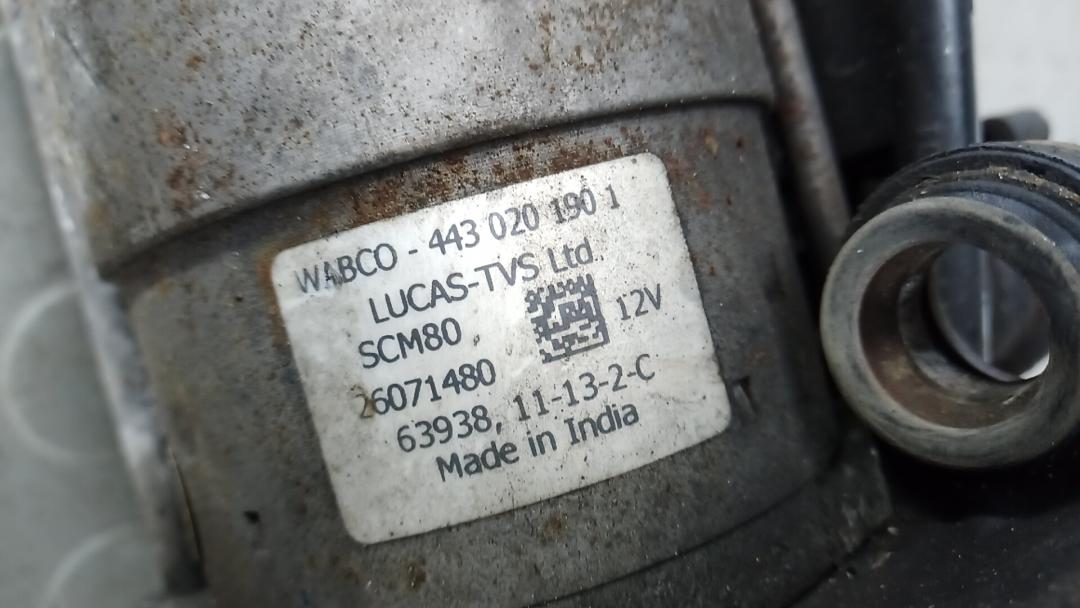 WABCO - 443 020 190 1
LUCAS-TVS Ltd.
SCM80
12V
26071480
63938, 11-13-2-C
Made in India